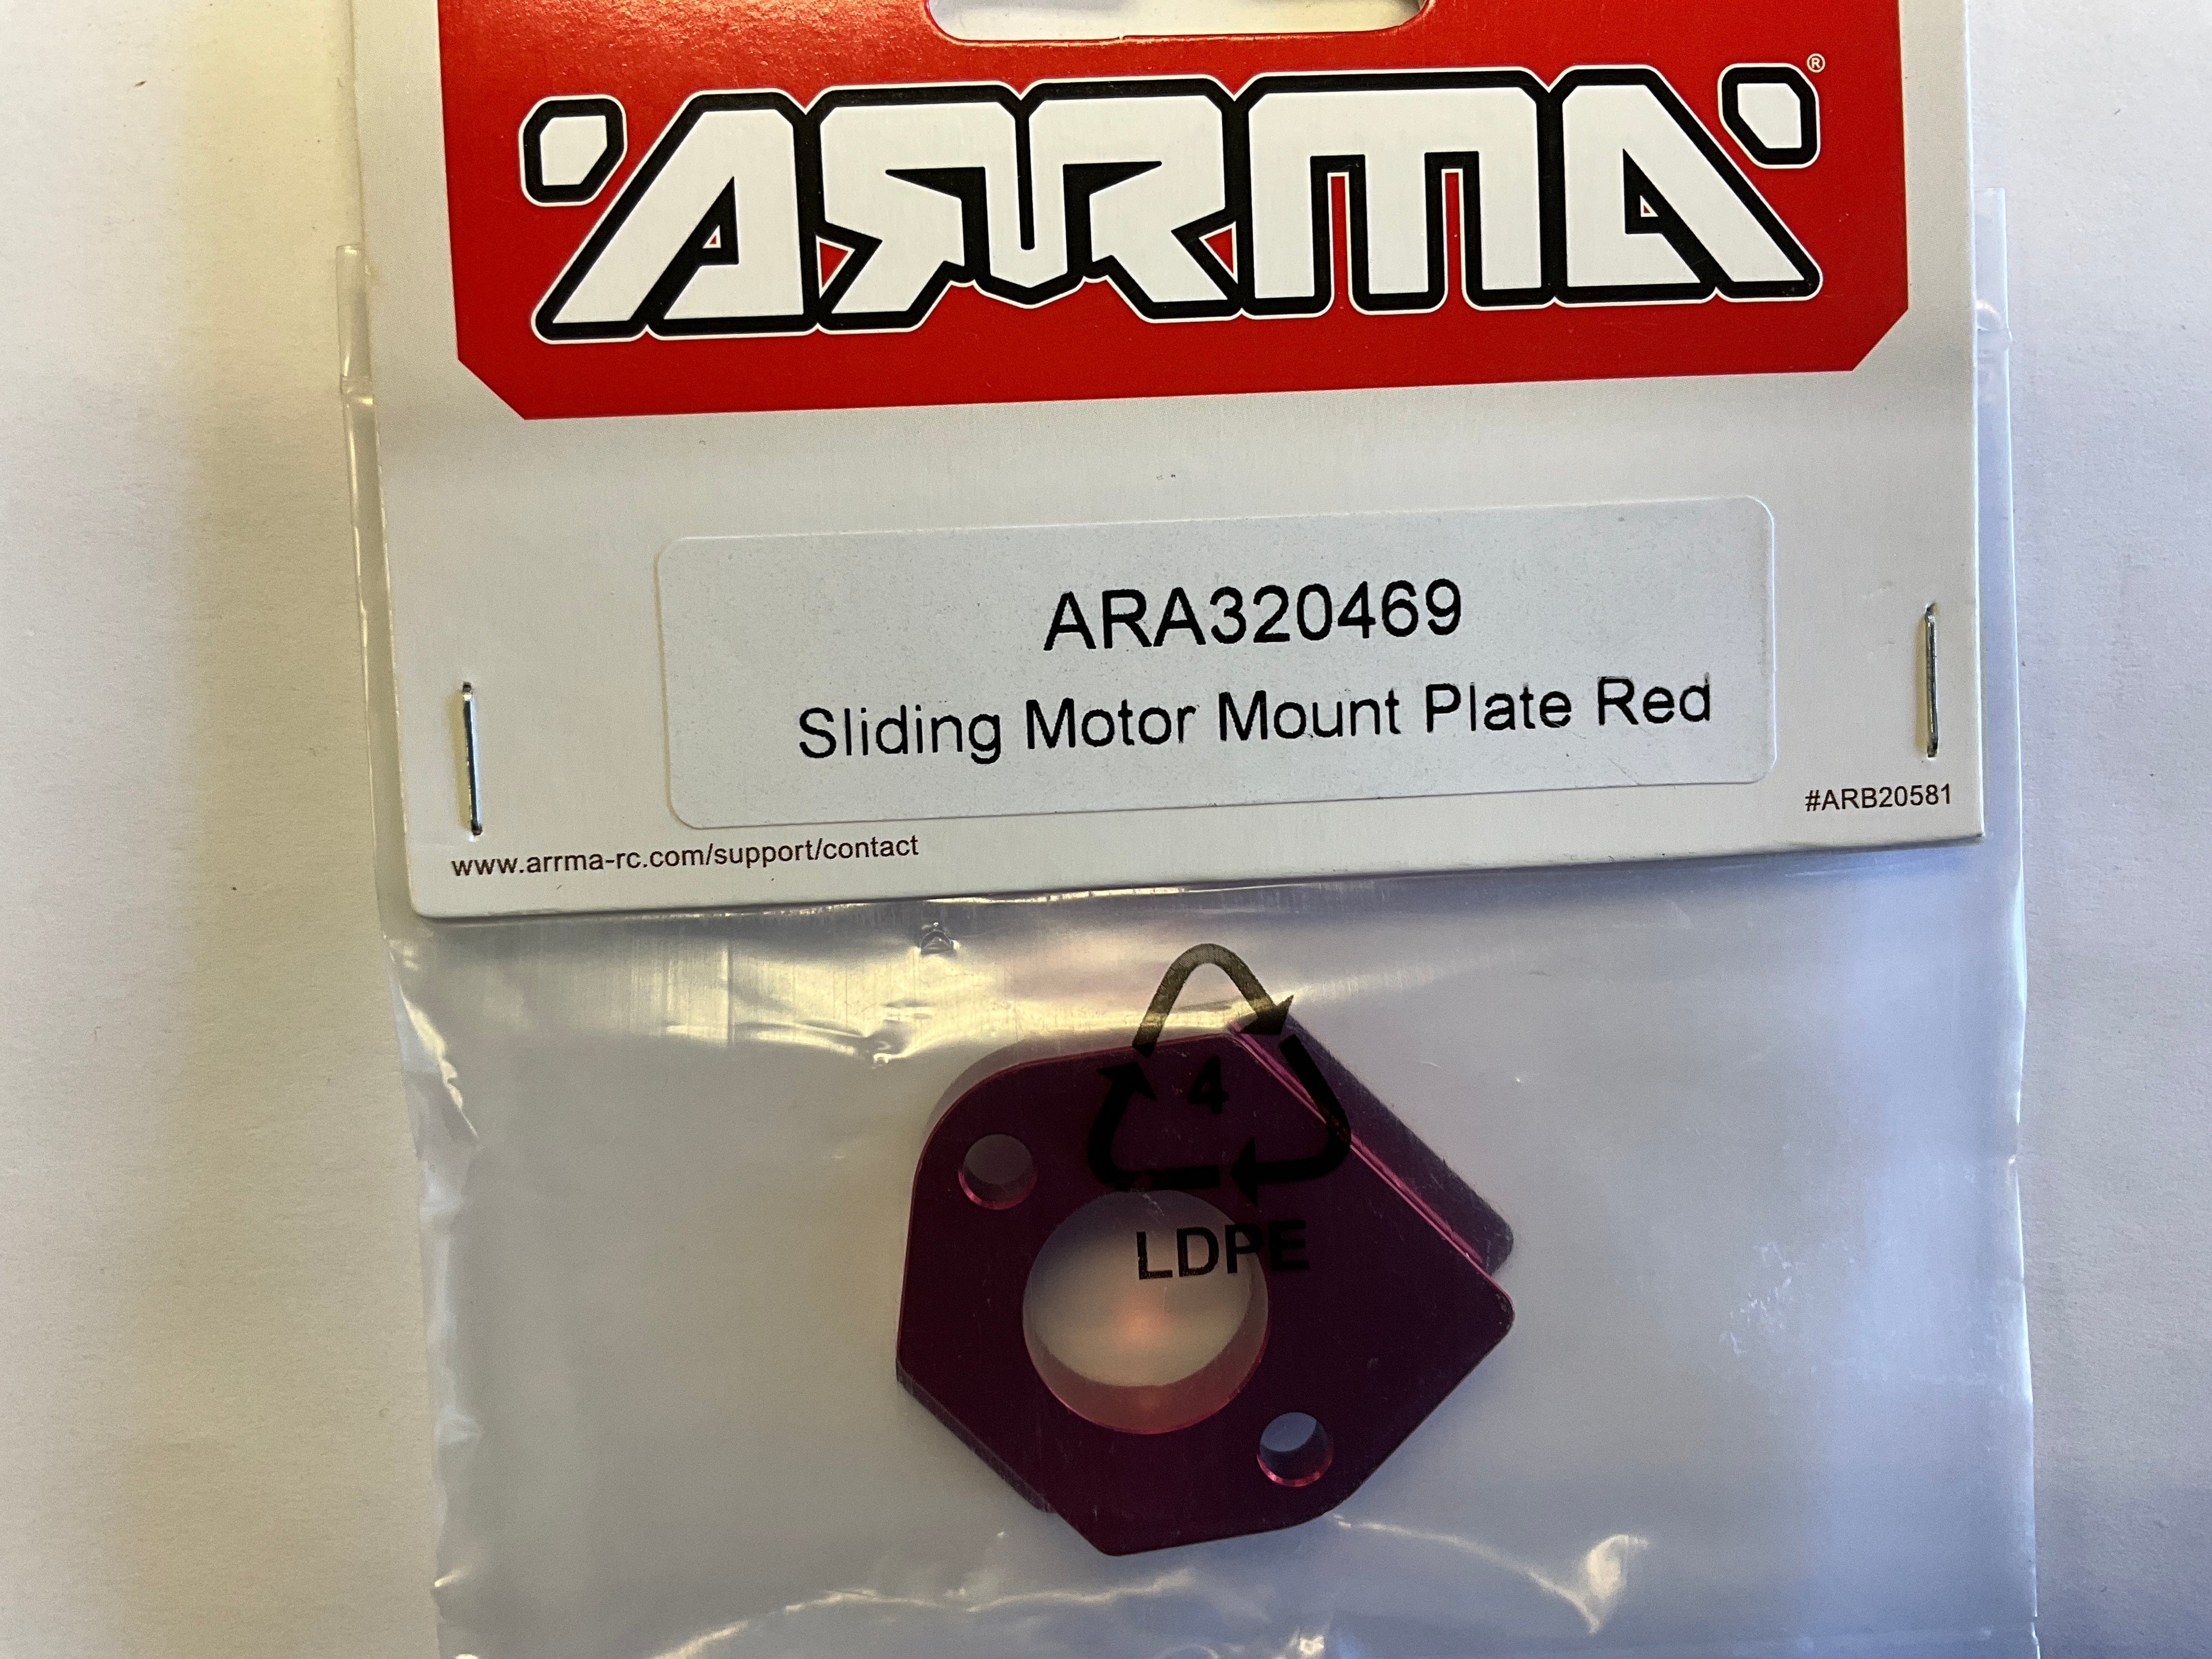 ARRMA®
ARA320469
Sliding Motor Mount Plate Red
#ARB20581
www.arrma-rc.com/support/contact
4
LDPE